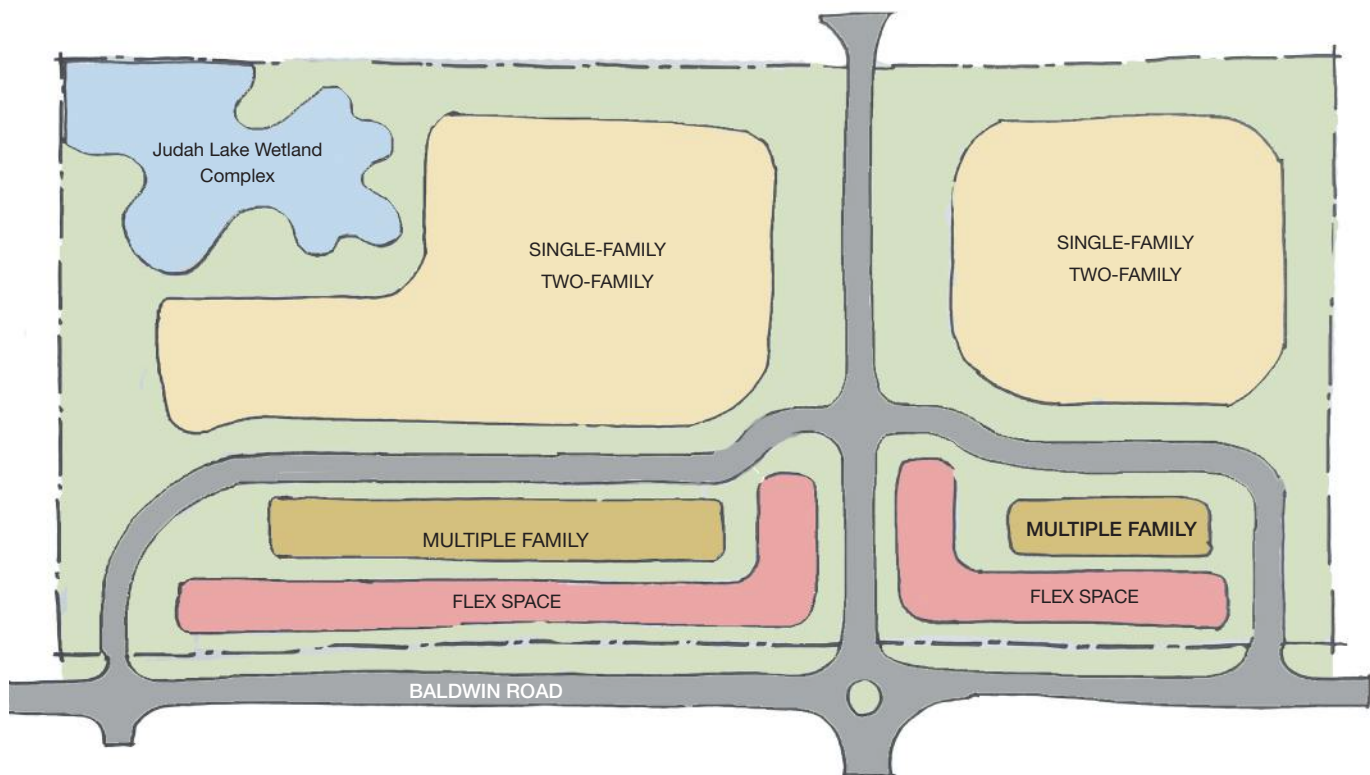 Judah Lake Wetland
Complex
SINGLE-FAMILY
TWO-FAMILY
SINGLE-FAMILY
TWO-FAMILY
MULTIPLE FAMILY
MULTIPLE FAMILY
FLEX SPACE
FLEX SPACE
BALDWIN ROAD